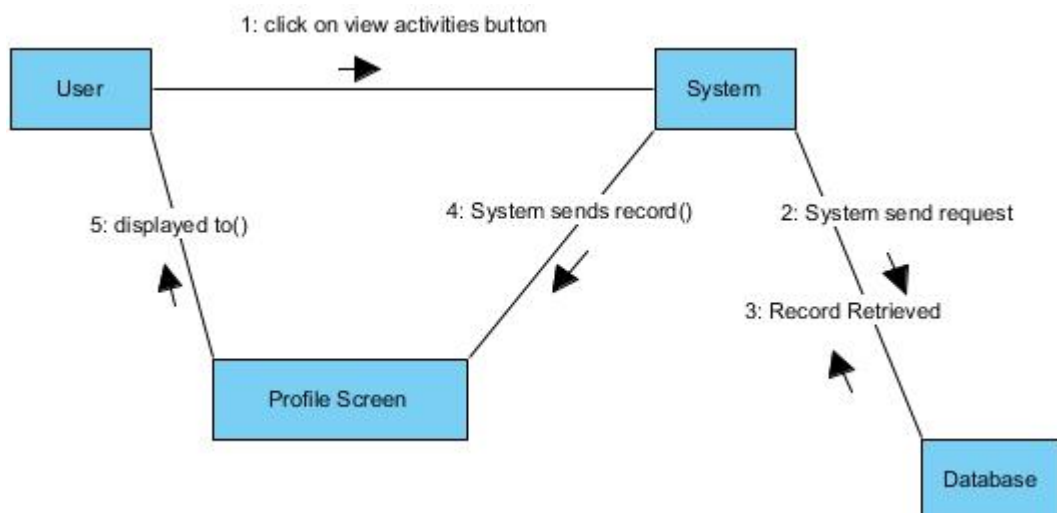 1: click on view activities button
User
System
4: System sends record()
2: System send request
5: displayed to()
3: Record Retrieved
Profile Screen
Database